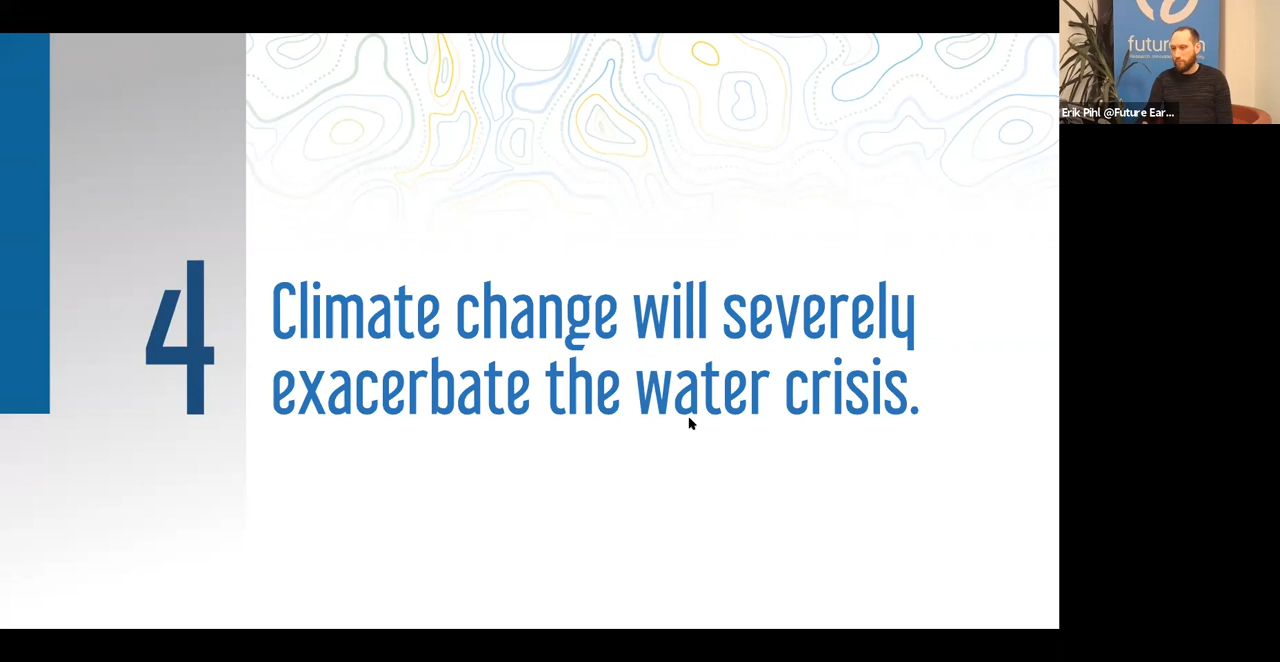 4
Climate change will severely
exacerbate the water crisis.
Erik Pihl @Future Ear...